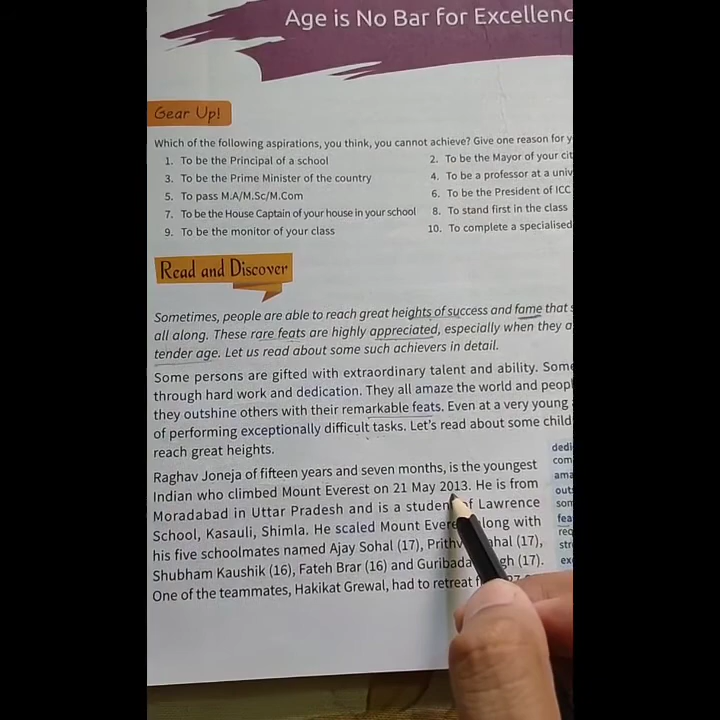 Age is No Bar for Excellenc
Gear Up!
Which of the following aspirations, you think, you cannot achieve? Give one reason for y
1. To be the Principal of a school
2. To be the Mayor of your cit
3. To be the Prime Minister of the country
4. To be a professor at a univ
5. To pass M.A/M.Sc/M.Com
6. To be the President of ICC
7. To be the House Captain of your house in your school
8. To stand first in the class
9. To be the monitor of your class
10. To complete a specialised
Read and Discover
Sometimes, people are able to reach great heights of success and fame that s
all along. These rare feats are highly appreciated, especially when they a
tender age. Let us read about some such achievers in detail.
Some persons are gifted with extraordinary talent and ability. Some
through hard work and dedication. They all amaze the world and peopl
they outshine others with their remarkable feats. Even at a very young
of performing exceptionally difficult tasks. Let's read about some child
reach great heights.
Raghav Joneja of fifteen years and seven months, is the youngest
Indian who climbed Mount Everest on 21 May 2013. He is from
Moradabad in Uttar Pradesh and is a student of Lawrence
School, Kasauli, Shimla. He scaled Mount Evere along with
his five schoolmates named Ajay Sohal (17), Prithv ahal (17),
Shubham Kaushik (16), Fateh Brar (16) and Guribada gh (17).
One of the teammates, Hakikat Grewal, had to retreat
dedi
com
ama
outs
som
fea
req
str
exc